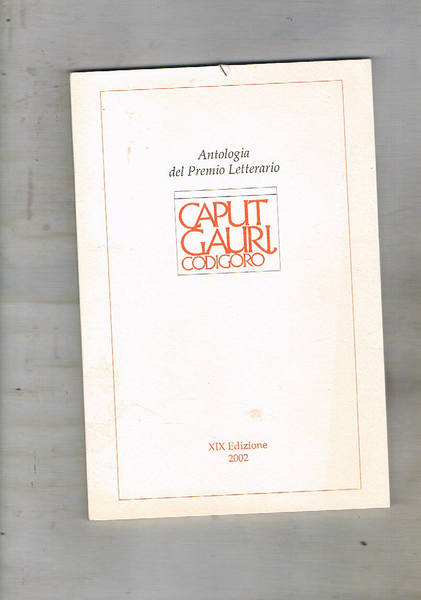 Antologia
del Premio Letterario
CAPUT
GAURI
CODIGORO
XIX Edizione
2002